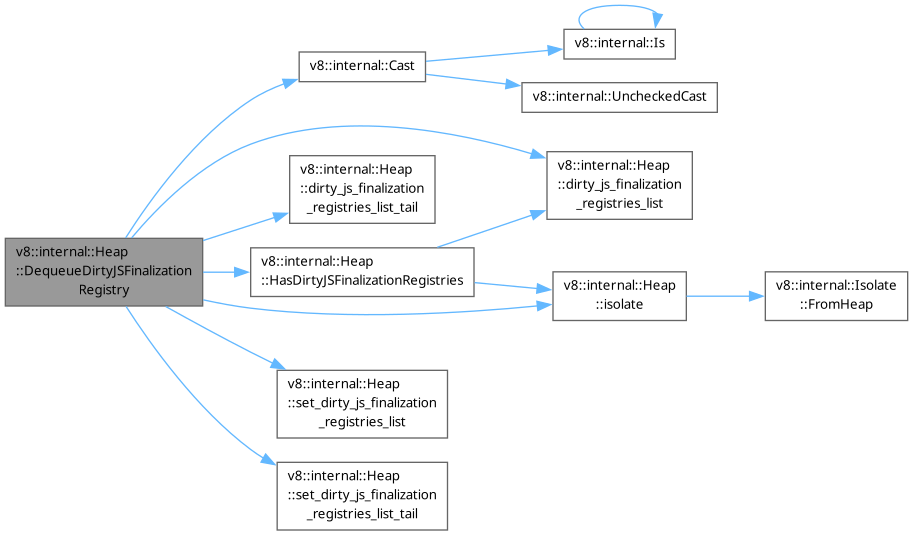 v8::internal::Is
v8::internal::Cast
v8::internal::UncheckedCast
v8::internal::Heap
::dirty_js_finalization
_registries_list
v8::internal::Heap
::dirty_js_finalization
_registries_list_tail
v8::internal::Heap
::DequeueDirtyJSFinalization
Registry
v8::internal::Heap
::HasDirtyJSFinalizationRegistries
v8::internal::Heap
::isolate
v8::internal::Isolate
::FromHeap
v8::internal::Heap
::set_dirty_js_finalization
_registries_list
v8::internal::Heap
::set_dirty_js_finalization
_registries_list_tail